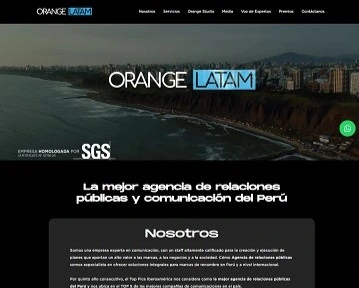 ORANGE LATAM
Nosotros Servicios Orange Studio Media Voz de Expertos Premios Contáctanos
ORANGE LATAM
EMPRESA HOMOLOGADA POR SGS
La mejor agencia de relaciones
públicas y comunicación del Perú
Nosotros
Somos una empresa experta en comunicación, con un staff altamente calificado para la creación y ejecución de
planes que aportan un alto valor a las marcas, a los negocios y a la sociedad. Cómo Agencia de relaciones públicas
somos especialista en ofrecer soluciones integrales para marcas de renombre en Perú y a nivel internacional.
Por quinto año consecutivo, el Top Fice Iberoamérica nos considera como la mejor agencia de relaciones públicas
del Perú y nos ubica en el TOP 5 de las mejores compañías de comunicaciones en el país.